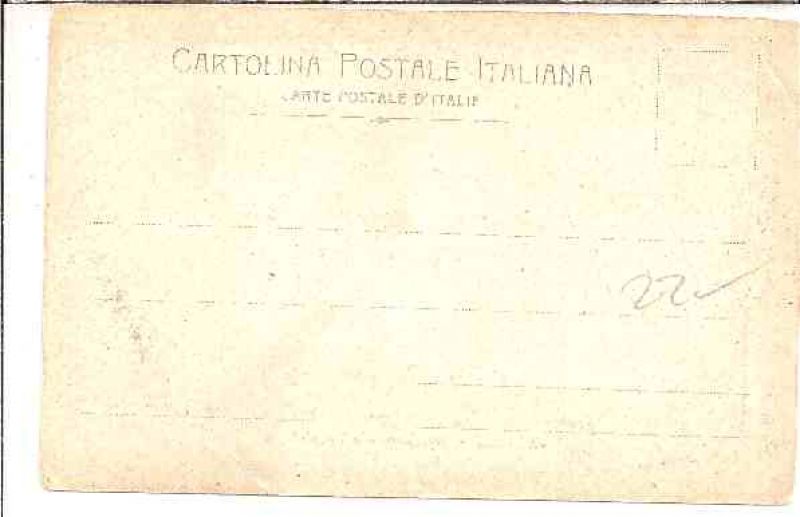 CARTOLINA POSTALE ITALIANA
CARTE POSTALE D'ITALIE
22